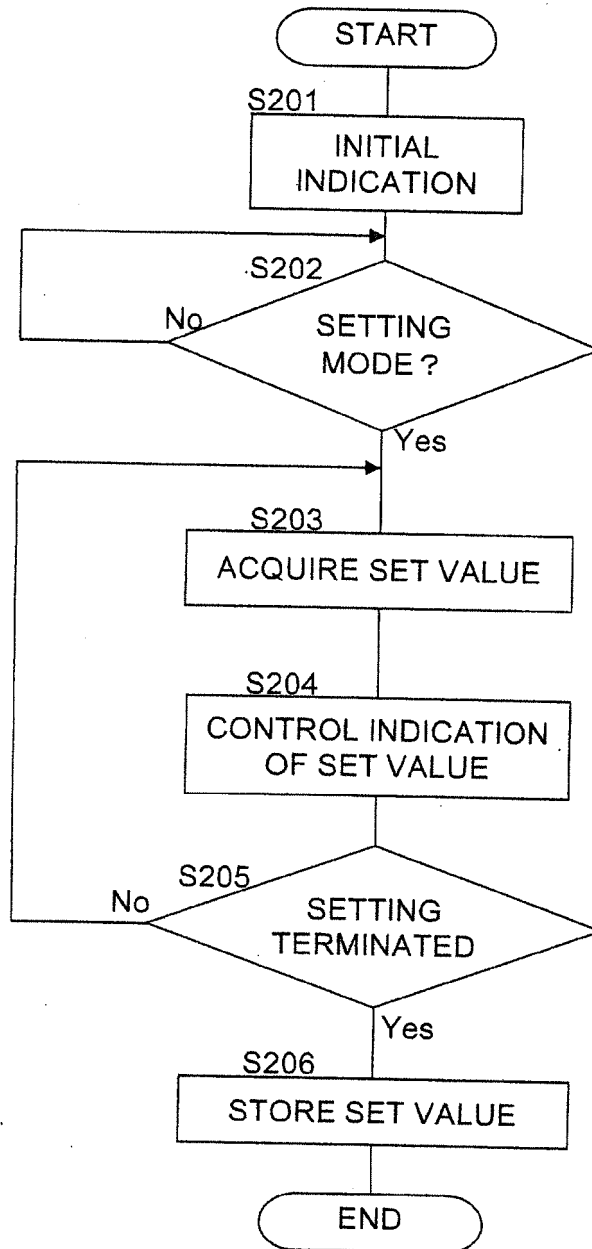 START
S201
INITIAL
INDICATION
S202
No
SETTING
MODE ?
Yes
S203
ACQUIRE SET VALUE
S204
CONTROL INDICATION
OF SET VALUE
S205
No
SETTING
TERMINATED
Yes
S206
STORE SET VALUE
END